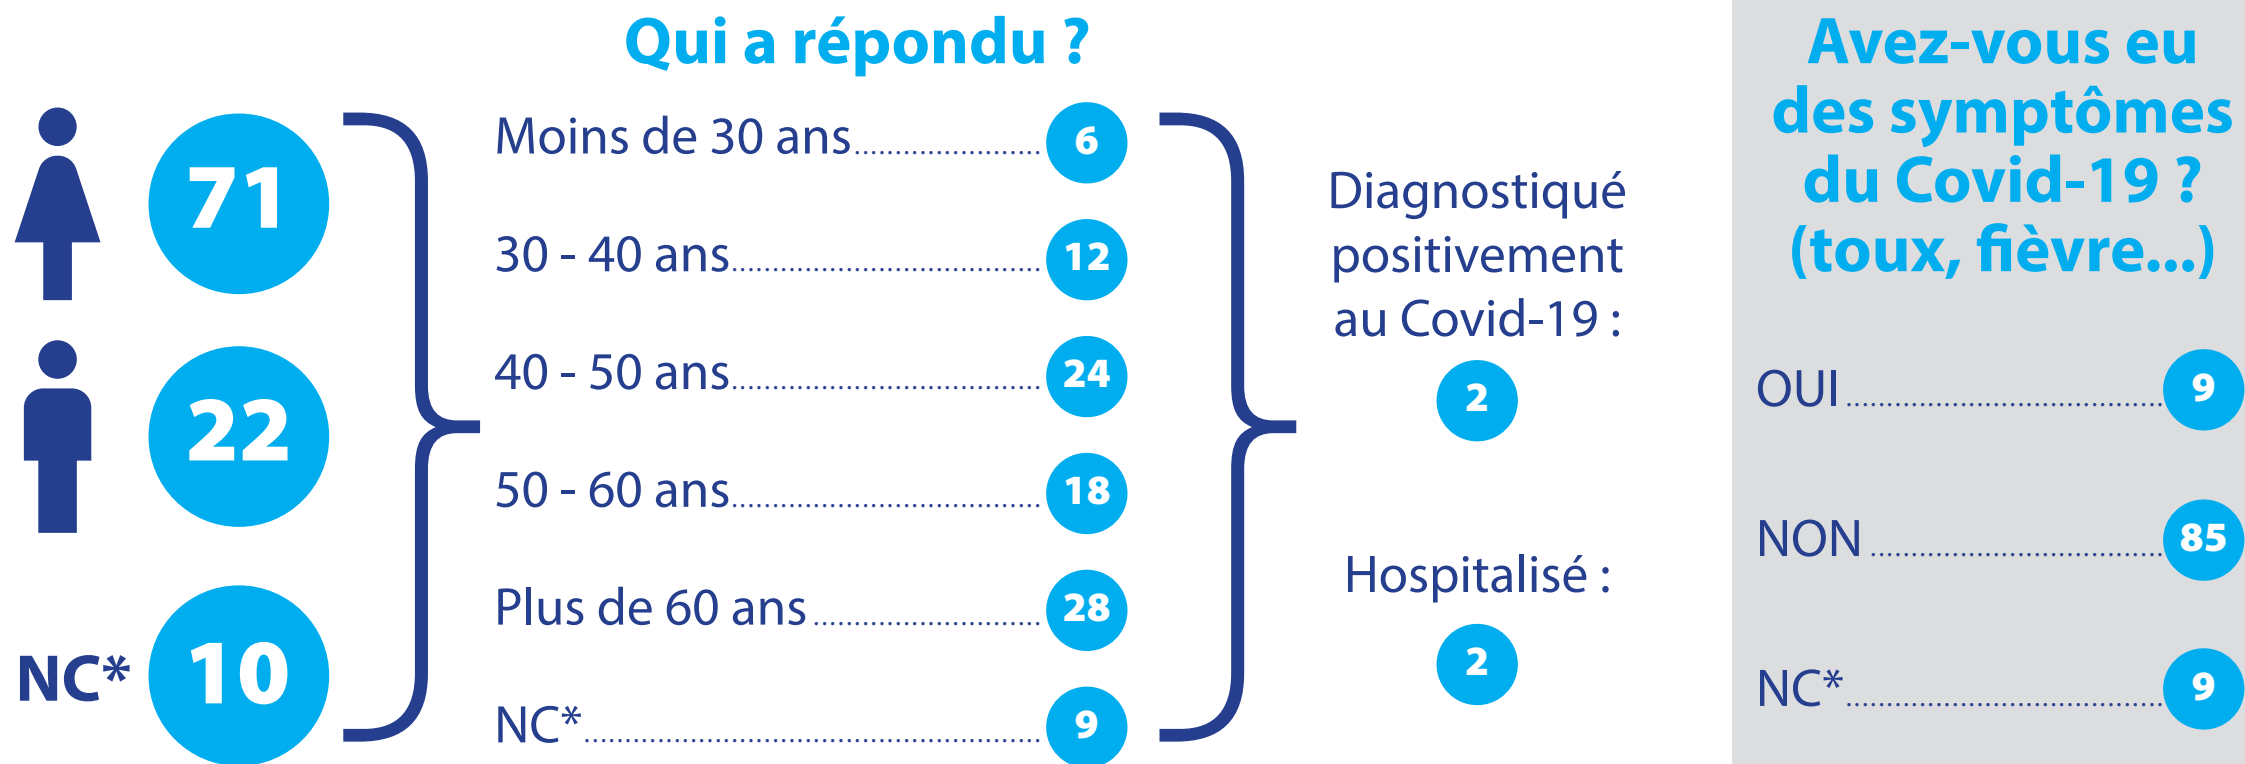 Qui a répondu ?
71
22
NC* 10
Moins de 30 ans 6
30 - 40 ans 12
40 - 50 ans 24
50 - 60 ans 18
Plus de 60 ans 28
NC* 9
Diagnostiqué
positivement
au Covid-19 :
2
Hospitalisé :
2
Avez-vous eu
des symptômes
du Covid-19 ?
(toux, fièvre...)
OUI 9
NON 85
NC* 9